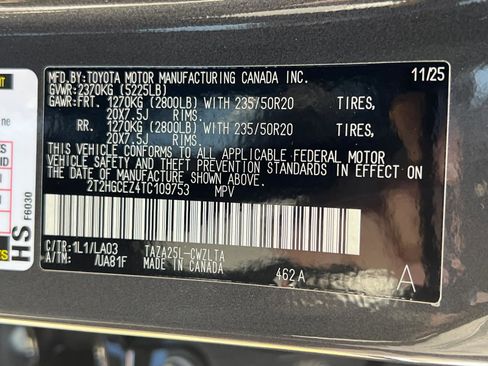 MFD.BY:TOYOTA MOTOR MANUFACTURING CANADA INC. 11/25
GVWR:2370KG (5225LB)
GAWR:FRT. 1270KG (2800LB) WITH 235/50R20 TIRES,
20X7.5J RIMS.
RR. 1270KG (2800LB) WITH 235/50R20 TIRES,
20X7.5J RIMS.
THIS VEHICLE CONFORMS TO ALL APPLICABLE FEDERAL MOTOR
VEHICLE SAFETY AND THEFT PREVENTION STANDARDS IN EFFECT ON
THE DATE OF MANUFACTURE SHOWN ABOVE.
2T2HGCEZ4TC109753 MPV
C/TR:1L1/LA03 TAZA25L-CWZLTA
A/TM: /UA81F MADE IN CANADA
462A A
HS
F6030